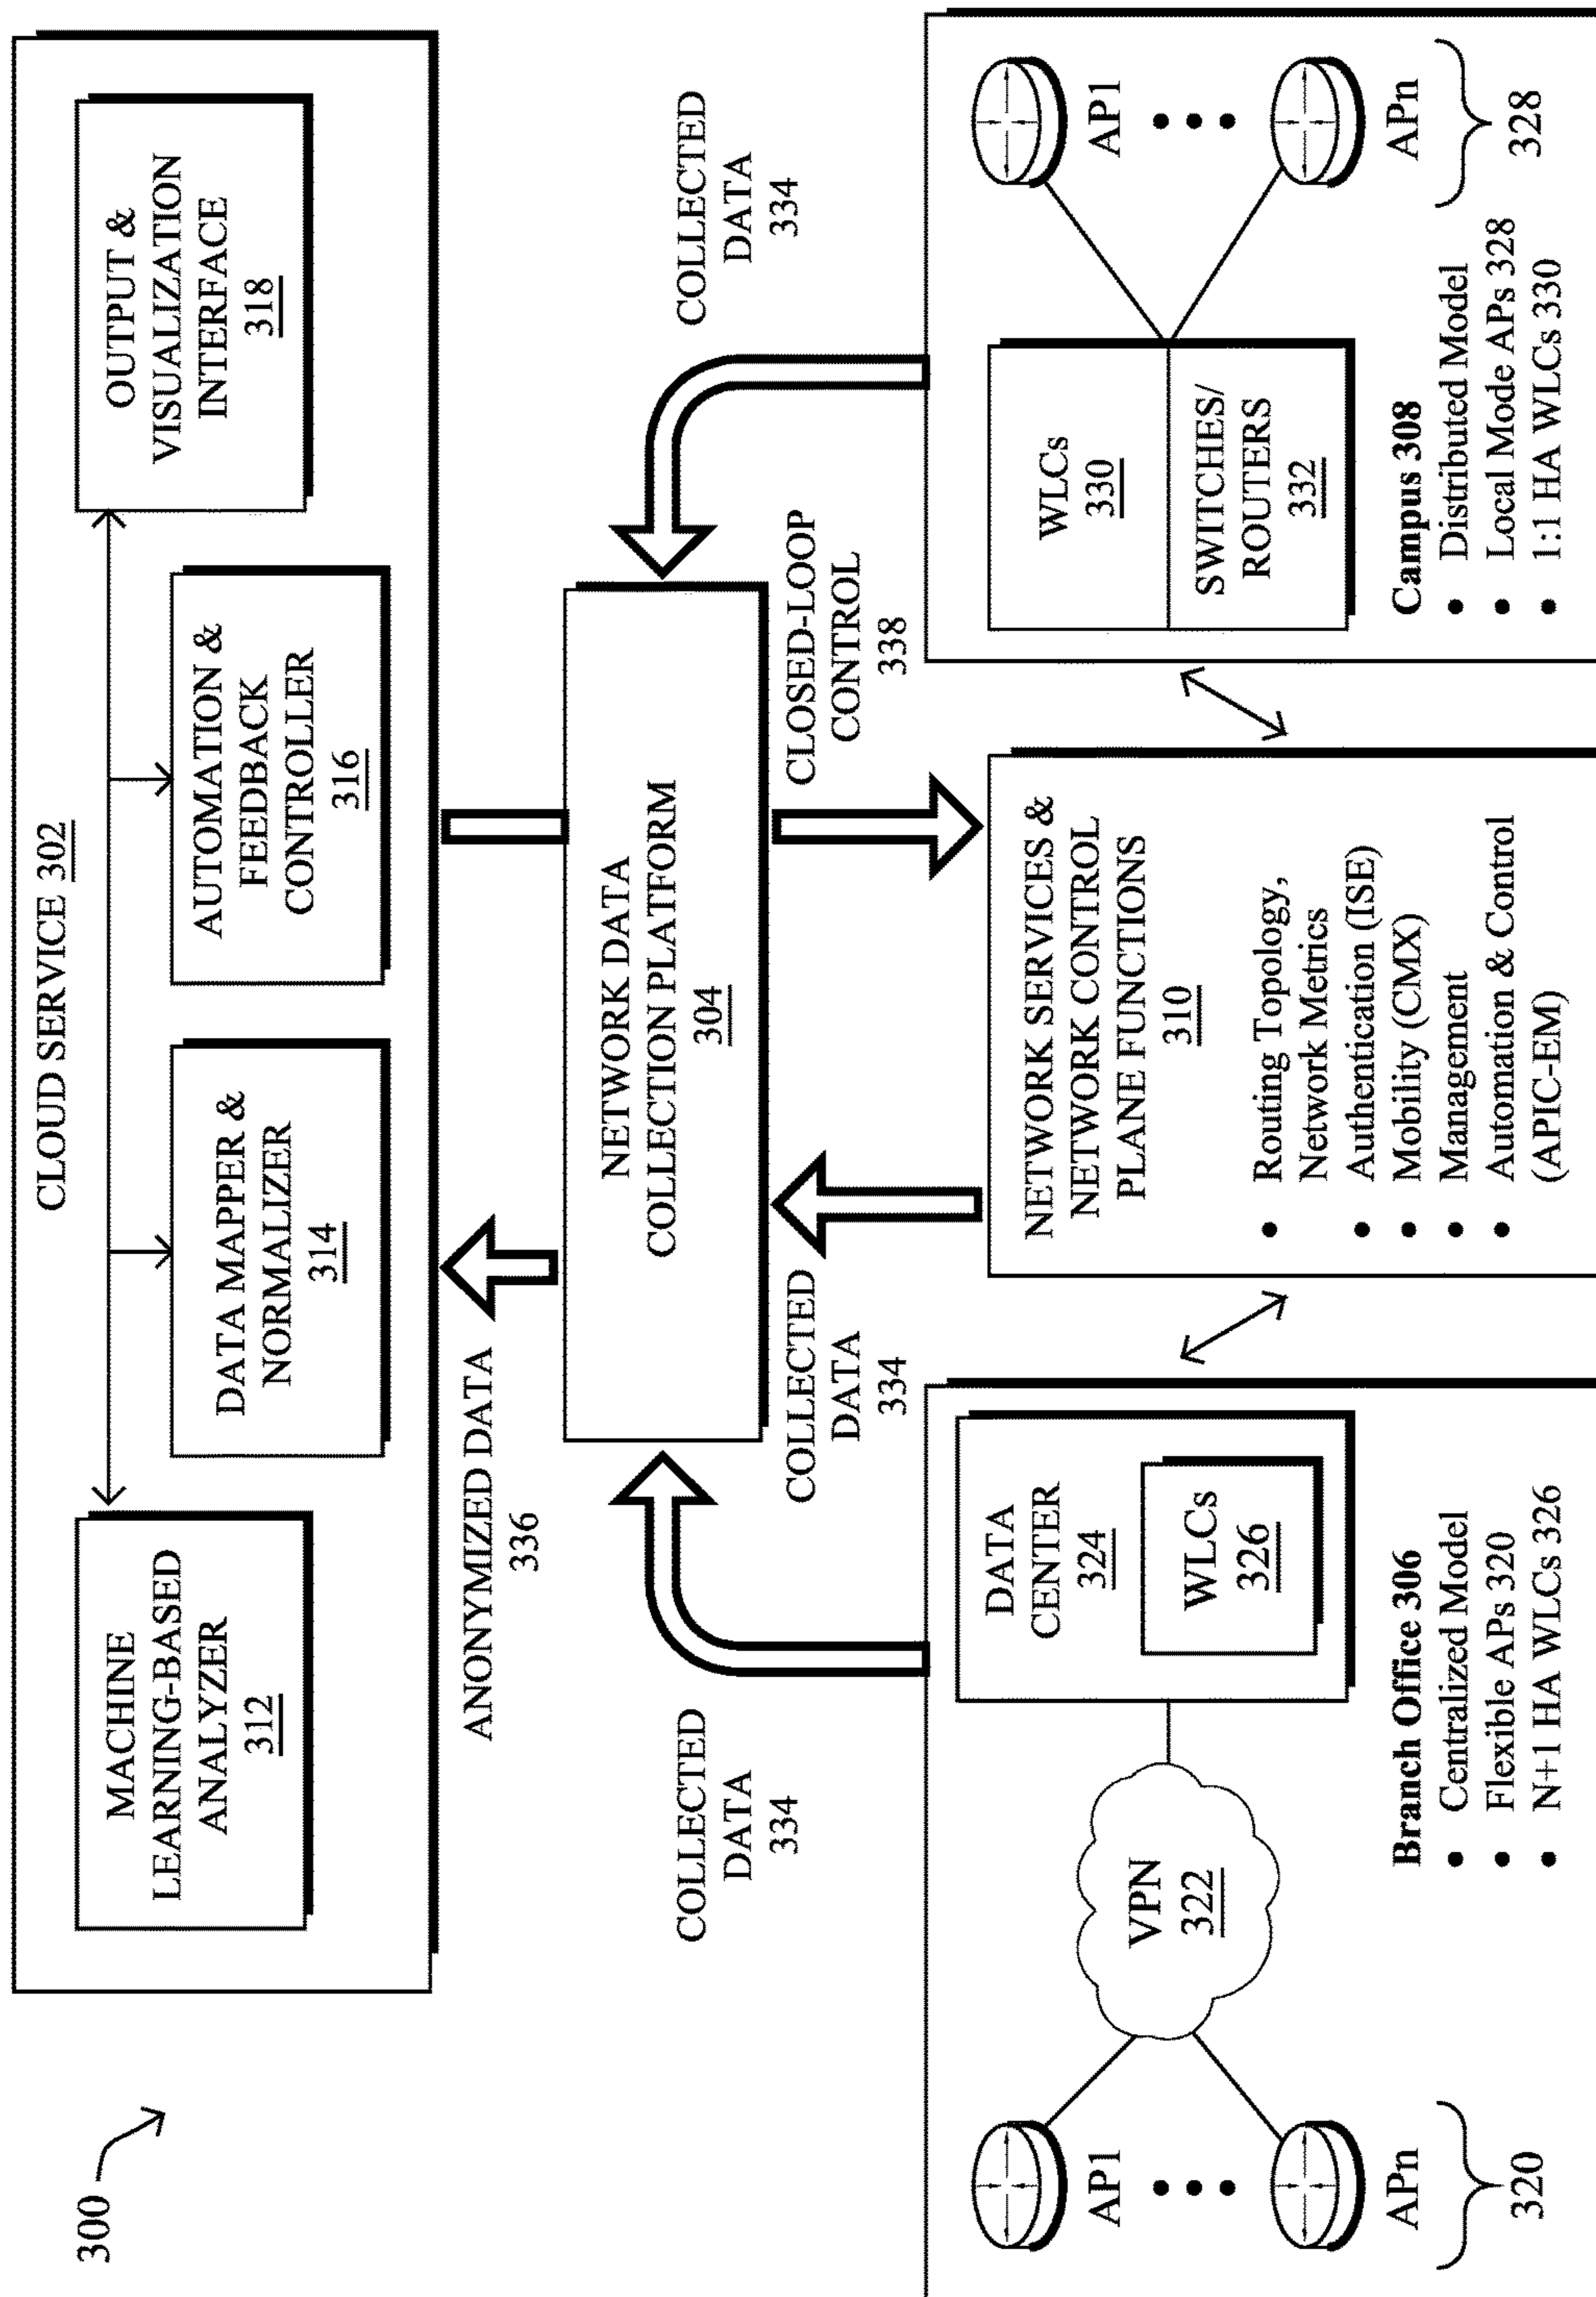 300
CLOUD SERVICE 302
MACHINE
LEARNING-BASED
ANALYZER
312
DATA MAPPER &
NORMALIZER
314
AUTOMATION &
FEEDBACK
CONTROLLER
316
OUTPUT &
VISUALIZATION
INTERFACE
318
ANONYMIZED DATA
336
COLLECTED
DATA
334
NETWORK DATA
COLLECTION PLATFORM
304
COLLECTED
DATA
334
COLLECTED
DATA
334
CLOSED-LOOP
CONTROL
338
AP1
APn
320
VPN
322
DATA
CENTER
324
WLCs
326
Branch Office 306
• Centralized Model
• Flexible APs 320
• N+1 HA WLCs 326
NETWORK SERVICES &
NETWORK CONTROL
PLANE FUNCTIONS
310
• Routing Topology,
Network Metrics
• Authentication (ISE)
• Mobility (CMX)
• Management
• Automation & Control
(APIC-EM)
WLCs
330
SWITCHES/
ROUTERS
332
AP1
APn
328
Campus 308
• Distributed Model
• Local Mode APs 328
• 1:1 HA WLCs 330